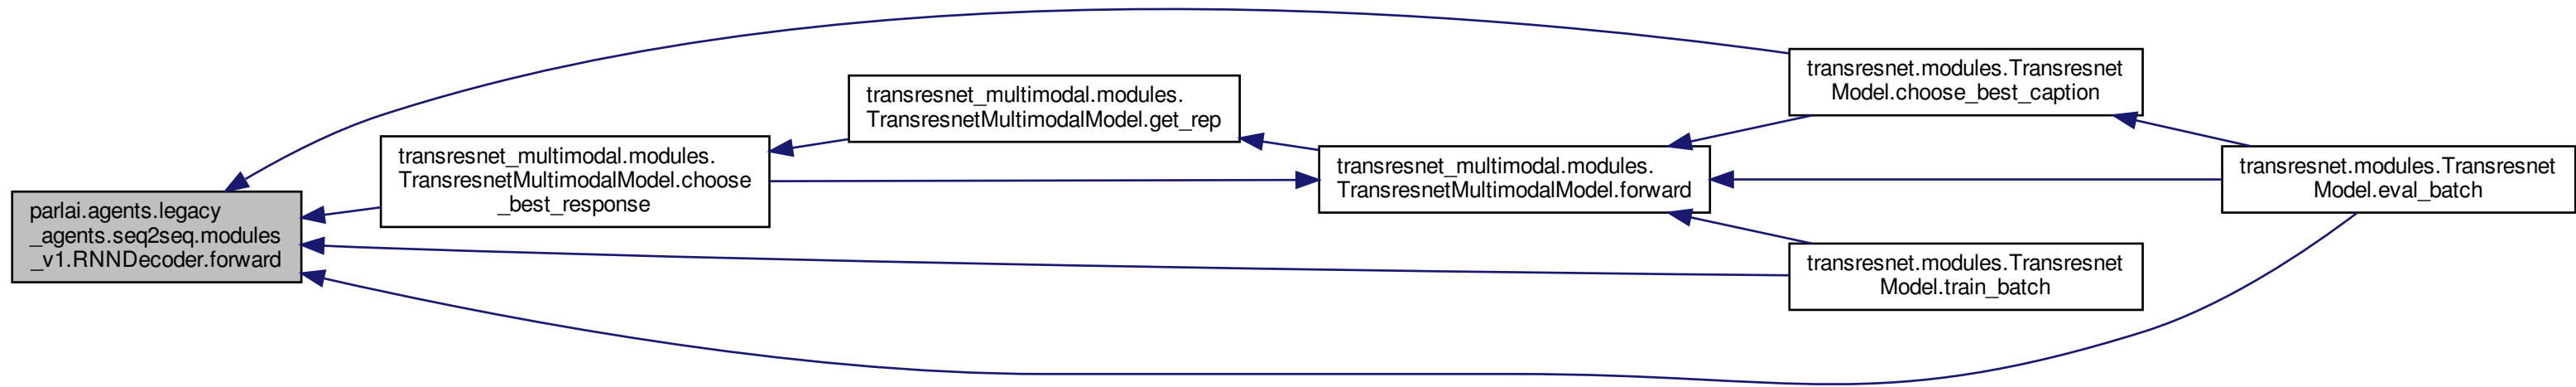 parlai.agents.legacy
_agents.seq2seq.modules
_v1.RNNDecoder.forward
transresnet_multimodal.modules.
TransresnetMultimodalModel.choose
_best_response
transresnet_multimodal.modules.
TransresnetMultimodalModel.get_rep
transresnet_multimodal.modules.
TransresnetMultimodalModel.forward
transresnet.modules.Transresnet
Model.choose_best_caption
transresnet.modules.Transresnet
Model.train_batch
transresnet.modules.Transresnet
Model.eval_batch